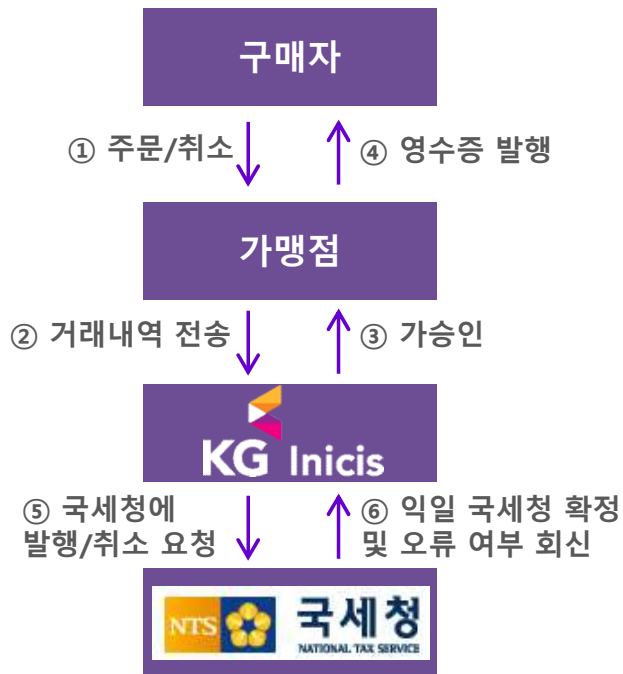 구매자
① 주문/취소
④ 영수증 발행
가맹점
② 거래내역 전송
③ 가승인
KG Inicis
⑤ 국세청에
발행/취소 요청
⑥ 익일 국세청 확정
및 오류 여부 회신
NTS 국세청
NATIONAL TAX SERVICE